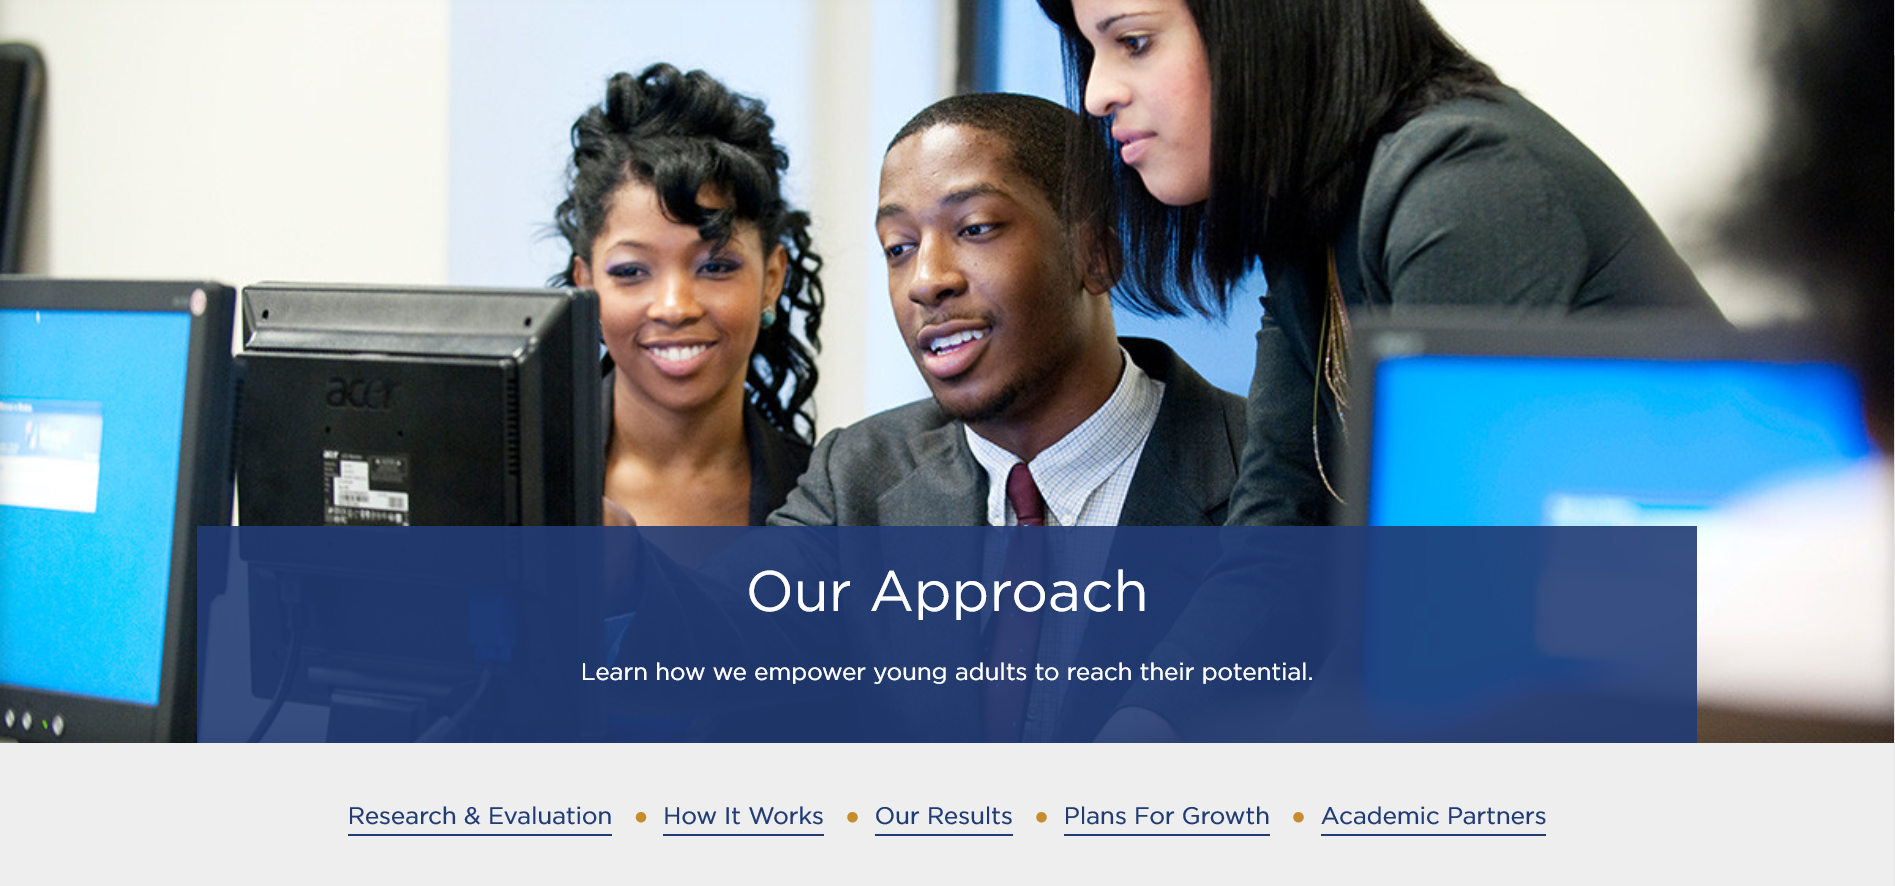 acer
acer
Our Approach
Learn how we empower young adults to reach their potential.
Research & Evaluation • How It Works • Our Results • Plans For Growth • Academic Partners